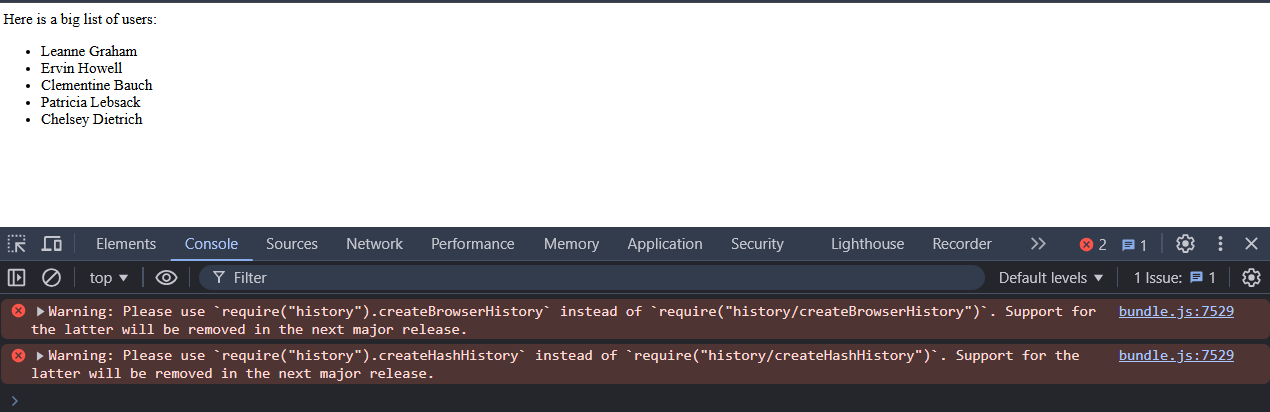 Here is a big list of users:
• Leanne Graham
• Ervin Howell
• Clementine Bauch
• Patricia Lebsack
• Chelsey Dietrich
Elements Console Sources Network Performance Memory Application Security Lighthouse Recorder 2 1
top Filter Default levels 1 Issue: 1
Warning: Please use `require("history").createBrowserHistory` instead of `require("history/createBrowserHistory")`. Support for bundle.js:7529
the latter will be removed in the next major release.
Warning: Please use `require("history").createHashHistory` instead of `require("history/createHashHistory")`. Support for the bundle.js:7529
latter will be removed in the next major release.